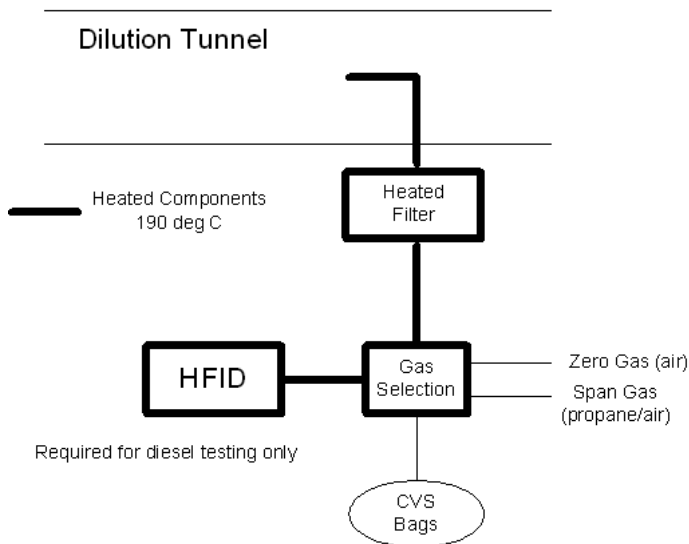 Dilution Tunnel
Heated Components
190 deg C
Heated
Filter
HFID
Gas
Selection
Zero Gas (air)
Span Gas
(propane/air)
Required for diesel testing only
CVS
Bags